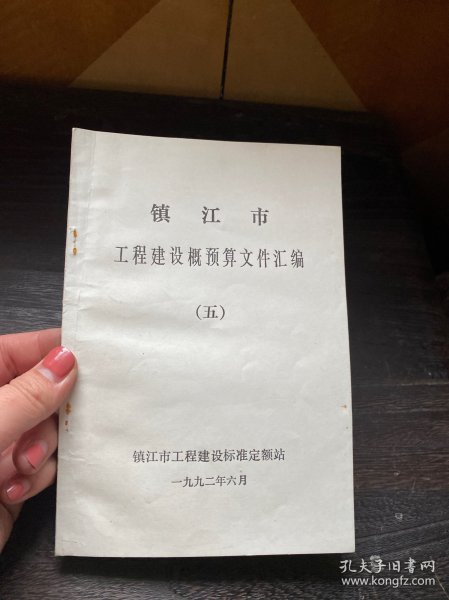 镇江市
工程建设概预算文件汇编
(五)
镇江市工程建设标准定额站
一九九二年六月
孔夫子旧书网
www.kongfz.com